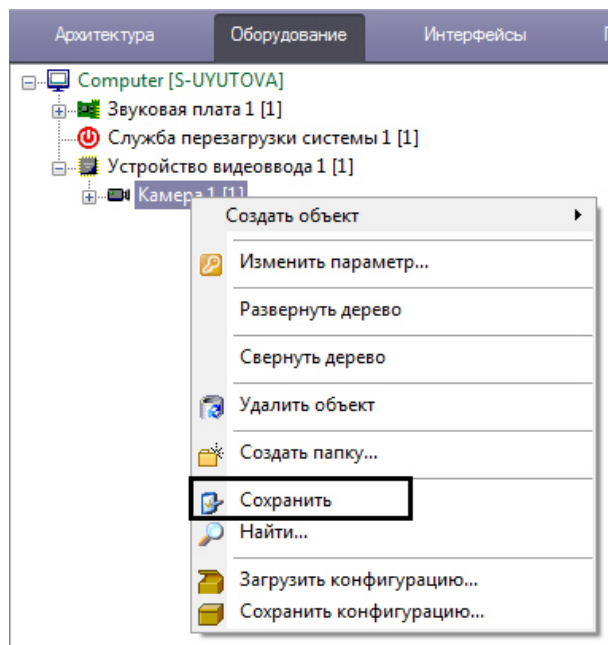 Архитектура Оборудование Интерфейсы
Computer [S-UYUTOVA]
Звуковая плата 1 [1]
Служба перезагрузки системы 1 [1]
Устройство видеоввода 1 [1]
Камера 1 [1]
Создать объект
Изменить параметр...
Развернуть дерево
Свернуть дерево
Удалить объект
Создать папку...
Сохранить
Найти...
Загрузить конфигурацию...
Сохранить конфигурацию...